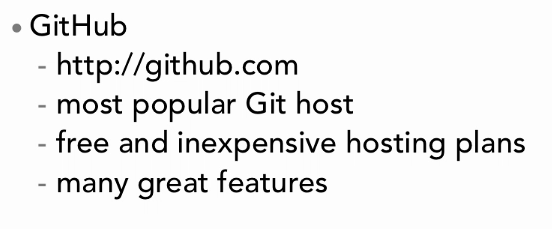 • GitHub
- http://github.com
- most popular Git host
- free and inexpensive hosting plans
- many great features